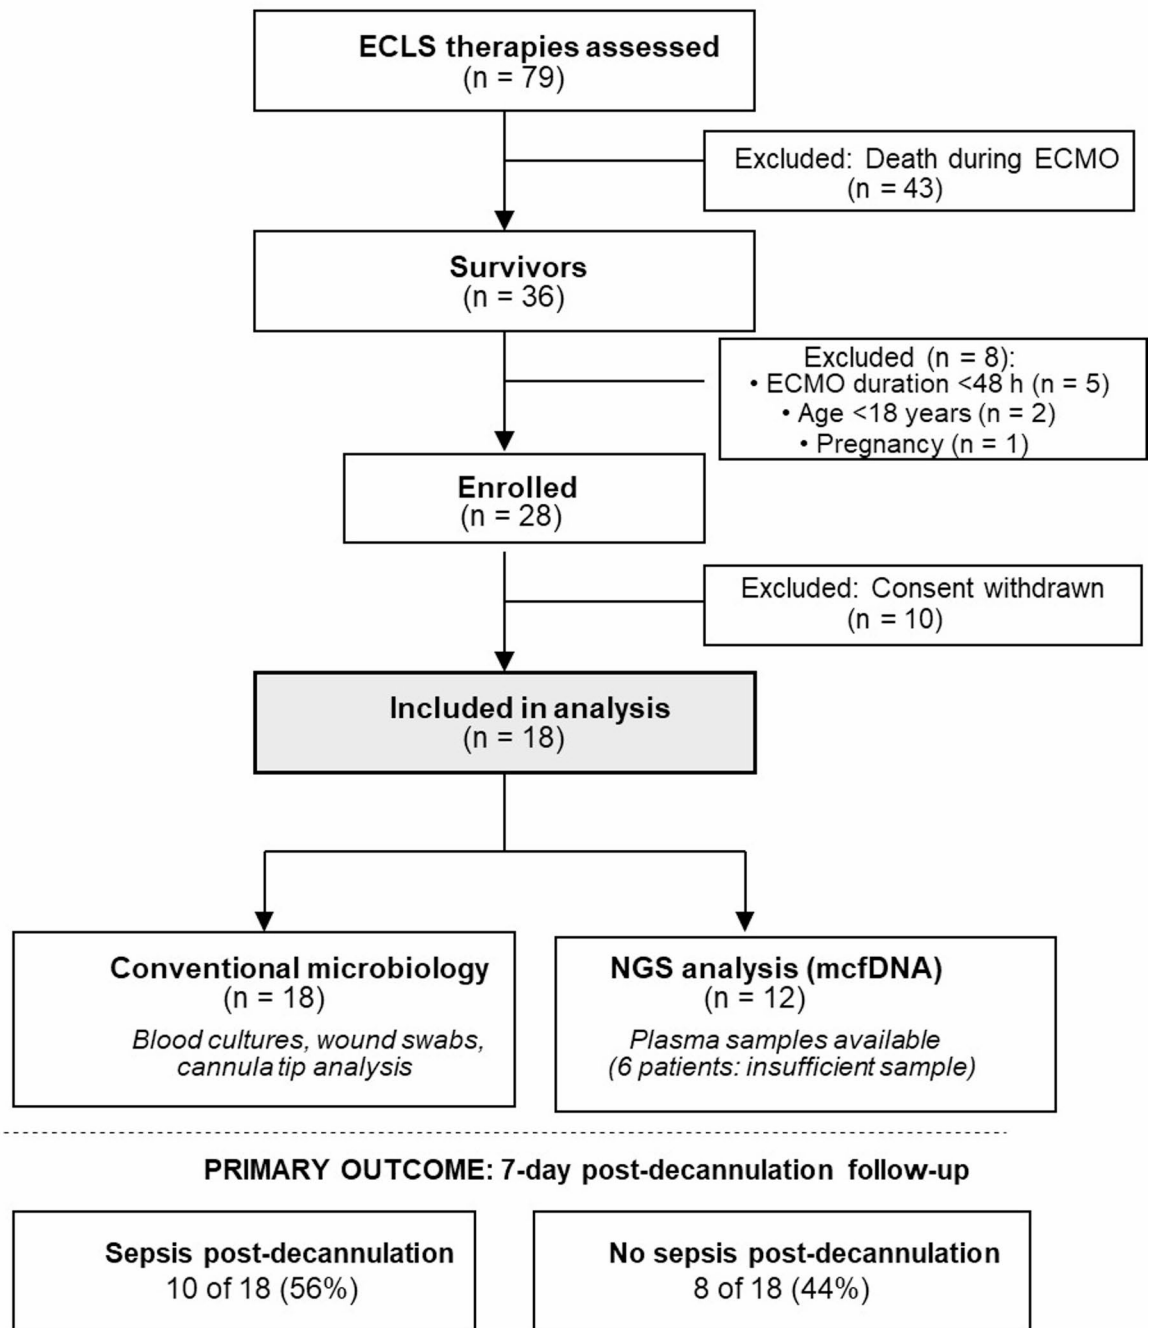 ECLS therapies assessed
(n = 79)
Excluded: Death during ECMO
(n = 43)
Survivors
(n = 36)
Excluded (n = 8):
• ECMO duration <48 h (n = 5)
• Age <18 years (n = 2)
• Pregnancy (n = 1)
Enrolled
(n = 28)
Excluded: Consent withdrawn
(n = 10)
Included in analysis
(n = 18)
Conventional microbiology
(n = 18)
Blood cultures, wound swabs,
cannula tip analysis
NGS analysis (mcfDNA)
(n = 12)
Plasma samples available
(6 patients: insufficient sample)
PRIMARY OUTCOME: 7-day post-decannulation follow-up
Sepsis post-decannulation
10 of 18 (56%)
No sepsis post-decannulation
8 of 18 (44%)